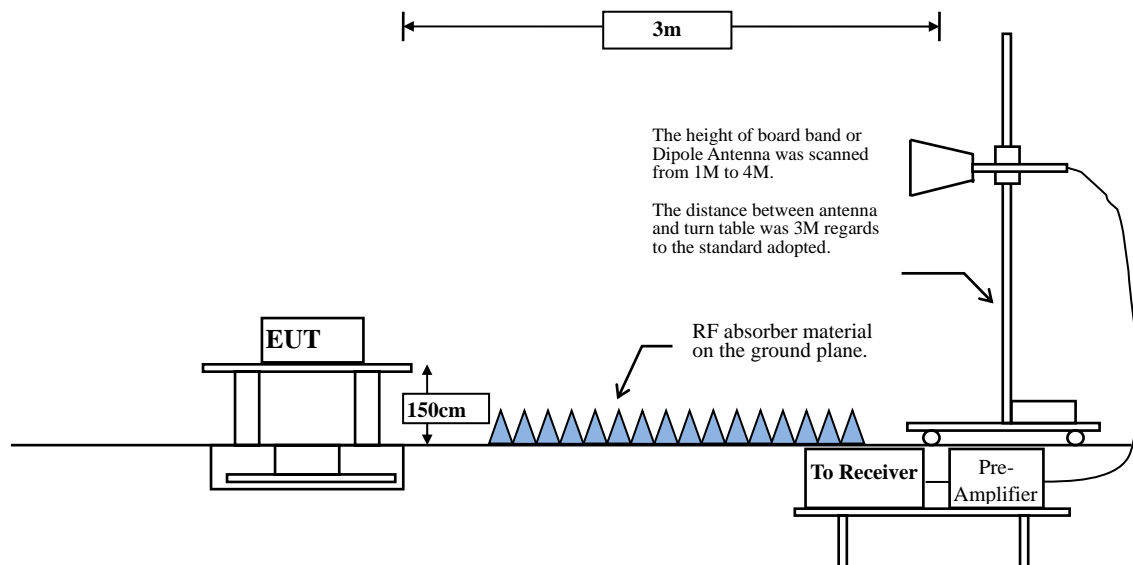 3m
The height of board band or
Dipole Antenna was scanned
from 1M to 4M.
The distance between antenna
and turn table was 3M regards
to the standard adopted.
EUT
RF absorber material
on the ground plane.
150cm
To Receiver
Pre-
Amplifier